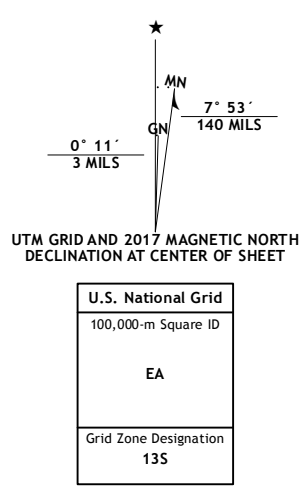 MN
7° 53´
140 MILS
GN
0° 11´
3 MILS
UTM GRID AND 2017 MAGNETIC NORTH
DECLINATION AT CENTER OF SHEET
U.S. National Grid
100,000-m Square ID
EA
Grid Zone Designation
13S